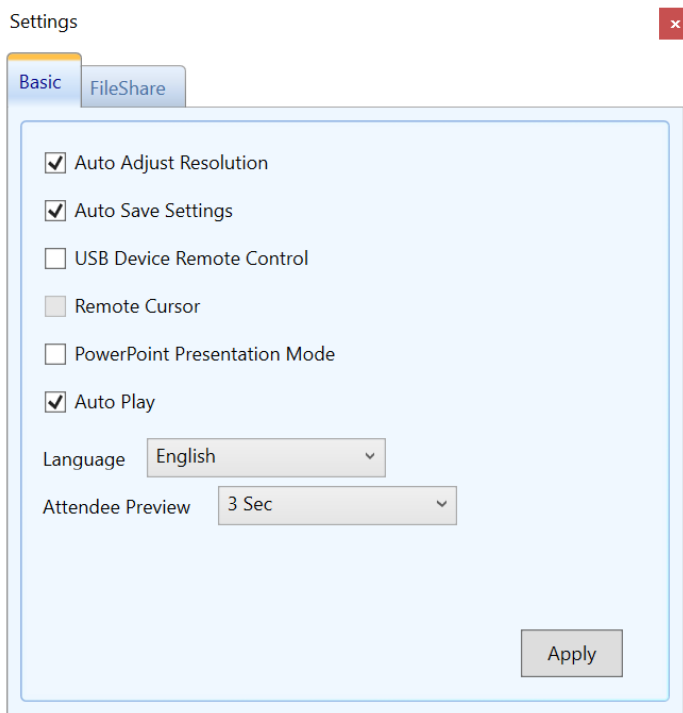 Settings
x
Basic
FileShare
Auto Adjust Resolution
Auto Save Settings
USB Device Remote Control
Remote Cursor
PowerPoint Presentation Mode
Auto Play
Language English
Attendee Preview 3 Sec
Apply